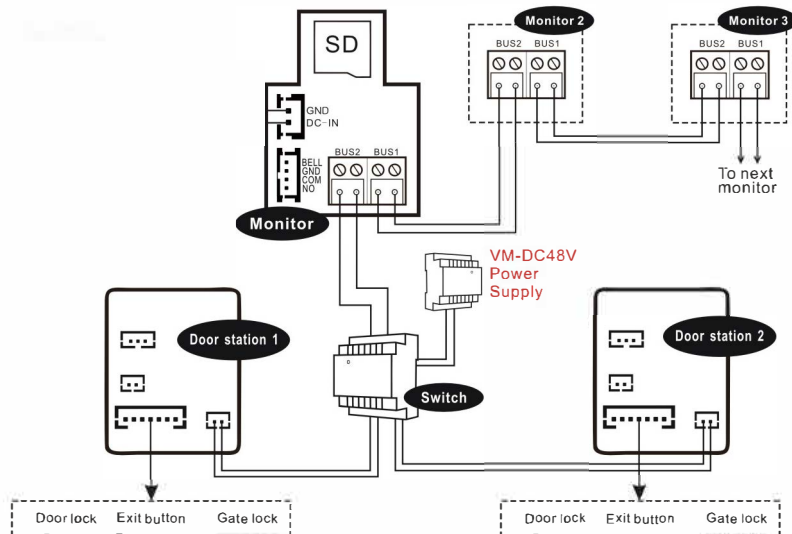 Monitor 2
Monitor 3
SD
BUS2 BUS1
BUS2 BUS1
GND
DC-IN
BUS2 BUS1
BELL
GND
COM
NO
To next
monitor
Monitor
VM-DC48V
Power
Supply
Door station 1
Door station 2
Switch
Door lock Exit button Gate lock
Door lock Exit button Gate lock